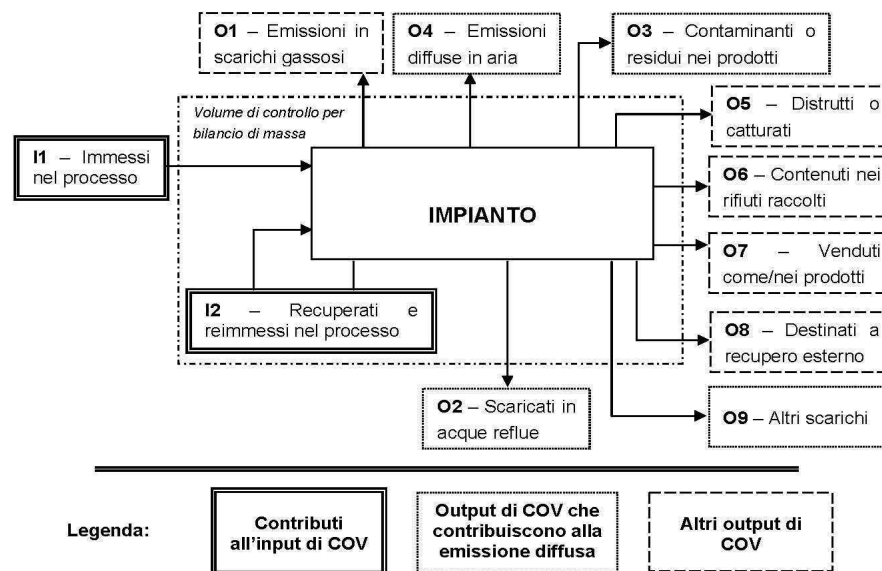 O1 – Emissioni in
scarichi gassosi
O4 – Emissioni
diffuse in aria
O3 – Contaminanti o
residui nei prodotti
Volume di controllo per
bilancio di massa
O5 – Distrutti o
catturati
I1 – Immessi
nel processo
O6 – Contenuti nei
rifiuti raccolti
IMPIANTO
O7 – Venduti
come/nei prodotti
I2 – Recuperati e
reimmessi nel processo
O8 – Destinati a
recupero esterno
O2 – Scaricati in
acque reflue
O9 – Altri scarichi
Legenda:
Contributi
all'input di COV
Output di COV che
contribuiscono alla
emissione diffusa
Altri output di
COV